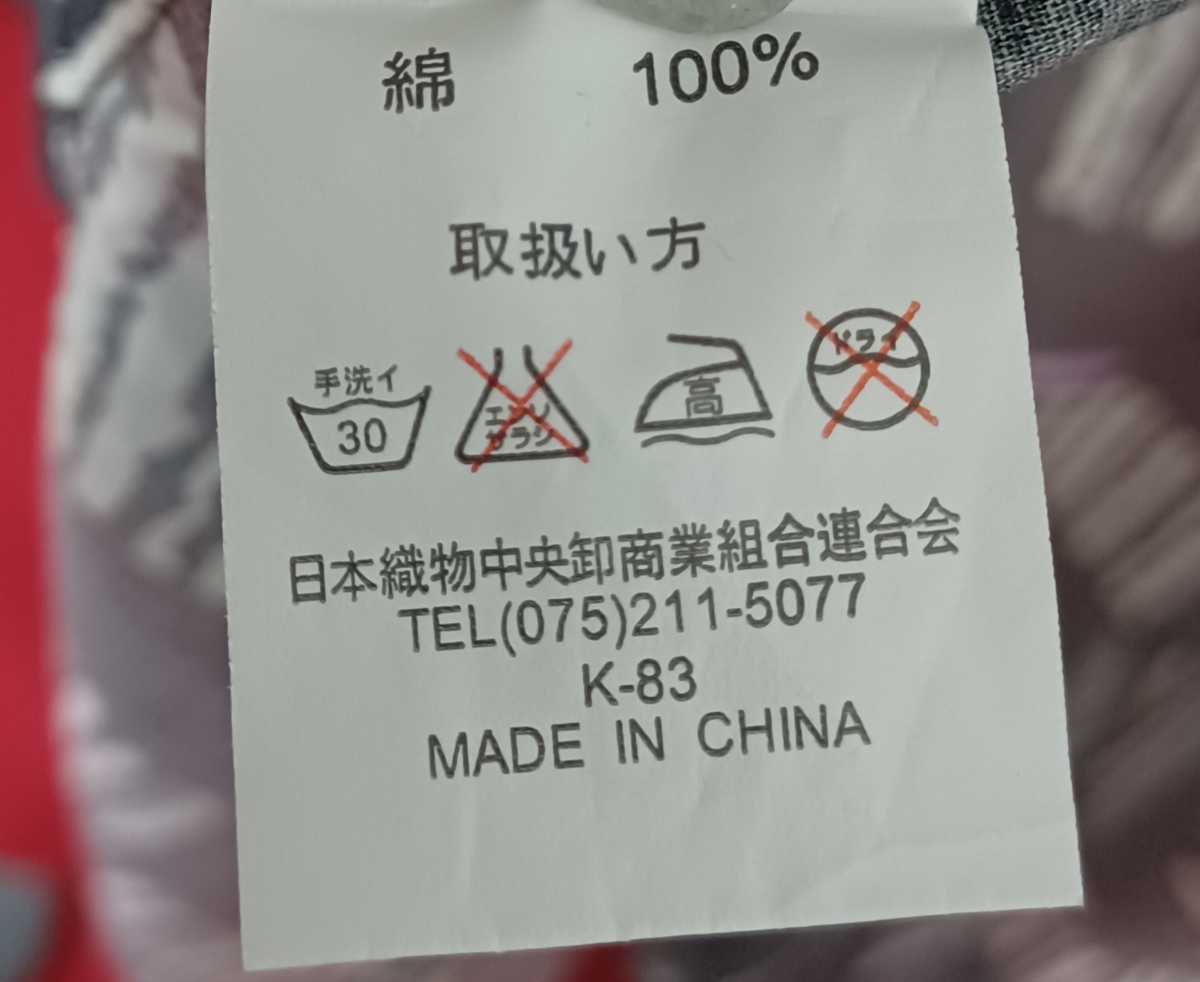 綿 100%
取扱い方
手洗イ
30
エンソ
サラシ
高
ドライ
日本織物中央卸商業組合連合会
TEL(075)211-5077
K-83
MADE IN CHINA